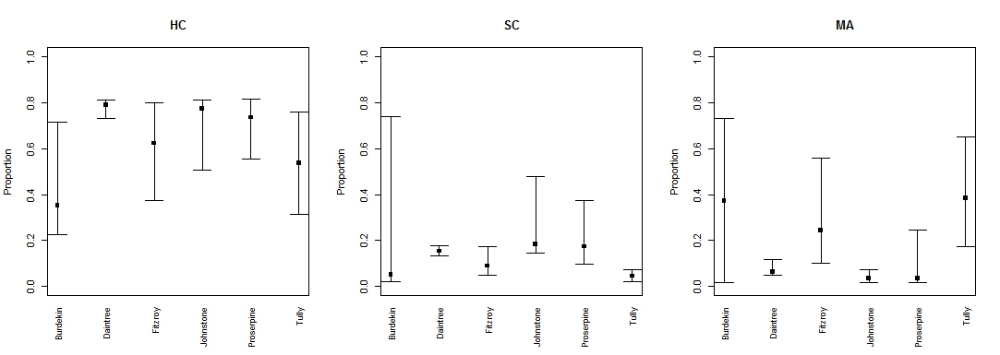 HC
Proportion
1.0
0.8
0.6
0.4
0.2
0.0
Burdekin
Daintree
Fitzroy
Johnstone
Proserpine
Tully
SC
Proportion
1.0
0.8
0.6
0.4
0.2
0.0
Burdekin
Daintree
Fitzroy
Johnstone
Proserpine
Tully
MA
Proportion
1.0
0.8
0.6
0.4
0.2
0.0
Burdekin
Daintree
Fitzroy
Johnstone
Proserpine
Tully